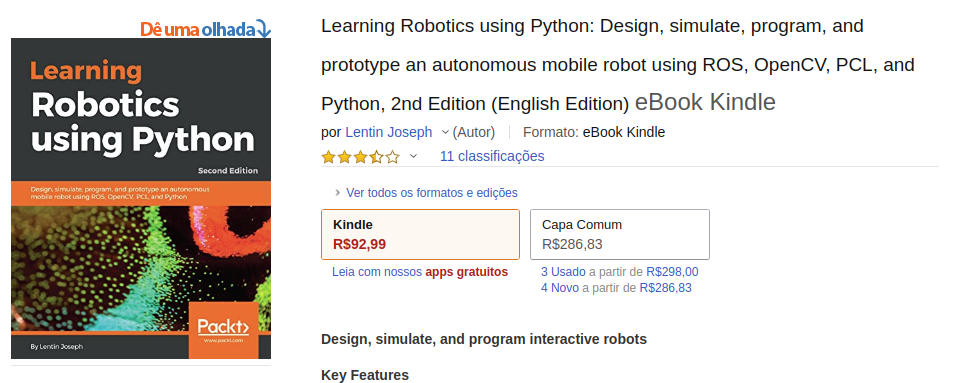 Dê uma olhada
Learning
Robotics
using Python
Second Edition
Design, simulate, program, and prototype an autonomous
mobile robot using ROS, OpenCV, PCL, and Python
Packt>
www.packt.com
By Lentin Joseph
Learning Robotics using Python: Design, simulate, program, and
prototype an autonomous mobile robot using ROS, OpenCV, PCL, and
Python, 2nd Edition (English Edition) eBook Kindle
por Lentin Joseph (Autor) Formato: eBook Kindle
11 classificações
Ver todos os formatos e edições
Kindle
R$92,99
Leia com nossos apps gratuitos
Capa Comum
R$286,83
3 Usado a partir de R$298,00
4 Novo a partir de R$286,83
Design, simulate, and program interactive robots
Key Features